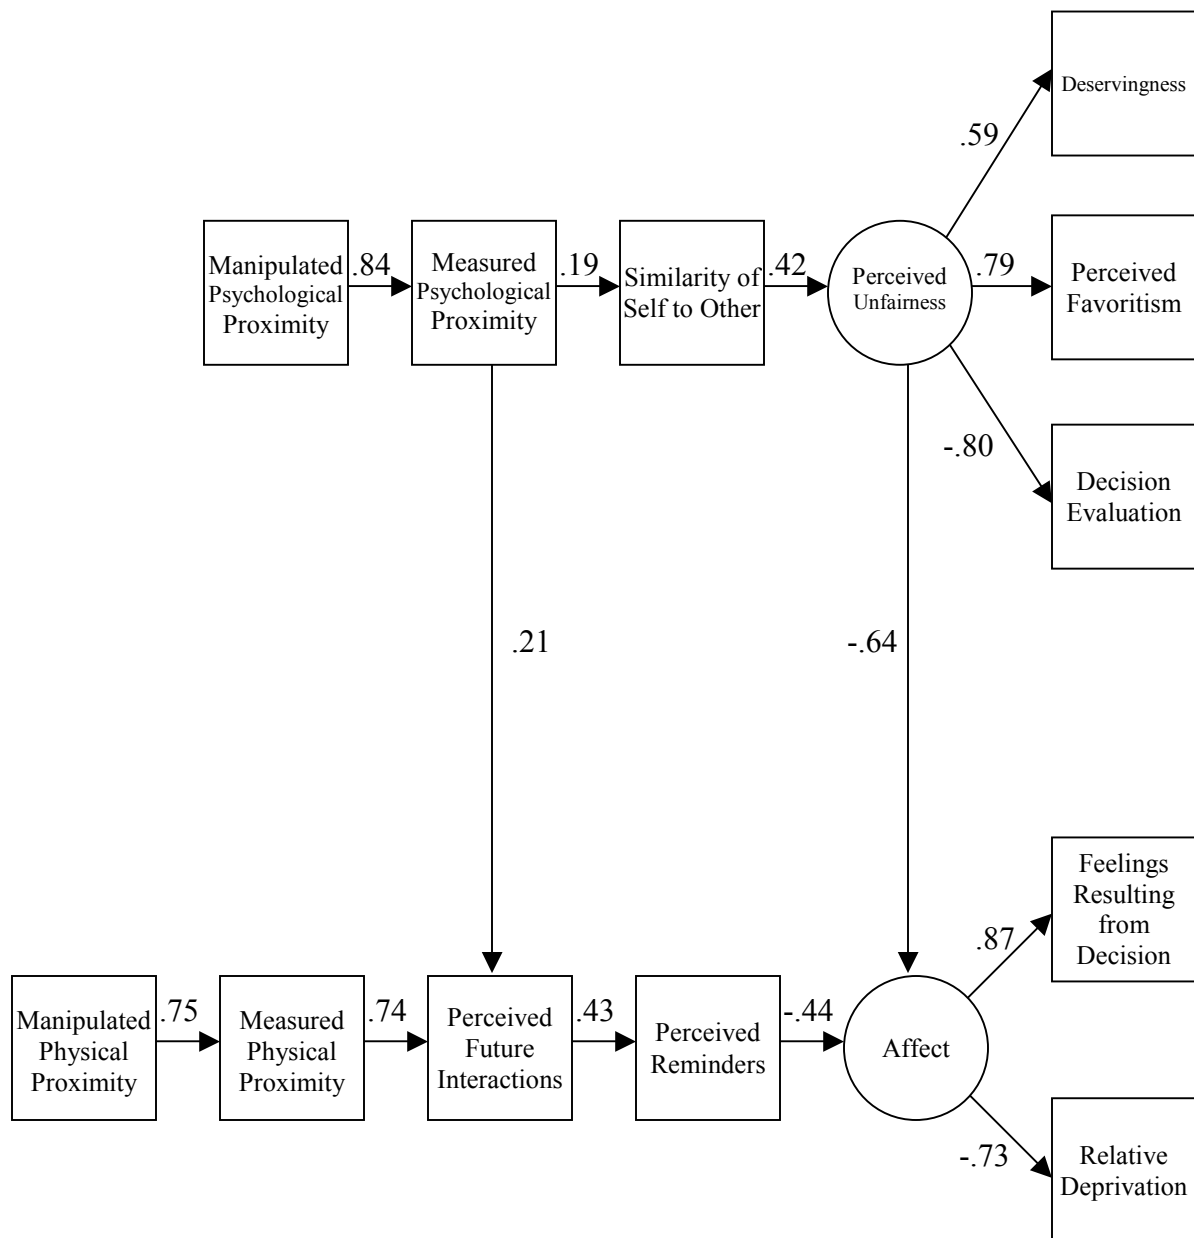 Deservingness
.59
Manipulated
Psychological
Proximity
.84
Measured
Psychological
Proximity
.19
Similarity of
Self to Other
.42
Perceived
Unfairness
.79
Perceived
Favoritism
-.80
Decision
Evaluation
.21
-.64
Feelings
Resulting
from
Decision
.87
Manipulated
Physical
Proximity
.75
Measured
Physical
Proximity
.74
Perceived
Future
Interactions
.43
Perceived
Reminders
-.44
Affect
-.73
Relative
Deprivation